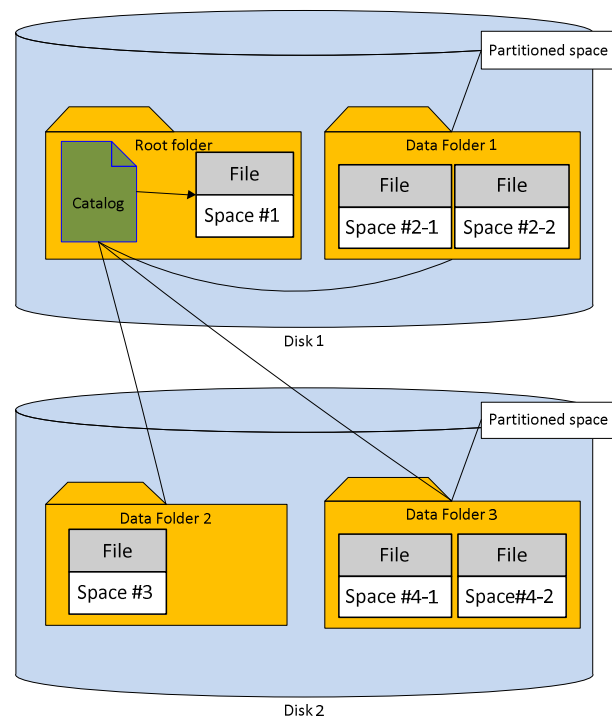 Partitioned space
Root folder
Data Folder 1
File
File
File
Catalog
Space #1
Space #2-1
Space #2-2
Disk 1
Partitioned space
Data Folder 2
Data Folder 3
File
File
File
Space #3
Space #4-1
Space#4-2
Disk 2